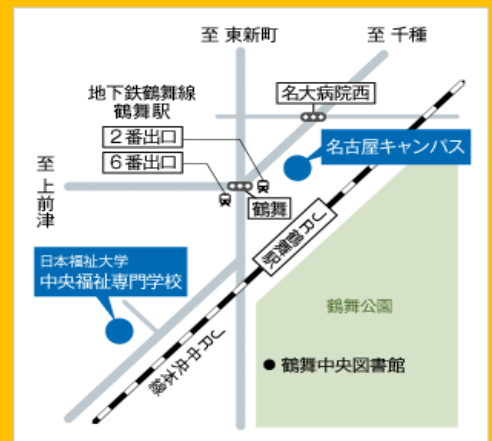 至 東新町
至 千種
地下鉄鶴舞線
鶴舞駅
名大病院西
2番出口
6番出口
名古屋キャンパス
至上前津
鶴舞
JR鶴舞駅
日本福祉大学
中央福祉専門学校
鶴舞公園
JR中央本線
鶴舞中央図書館